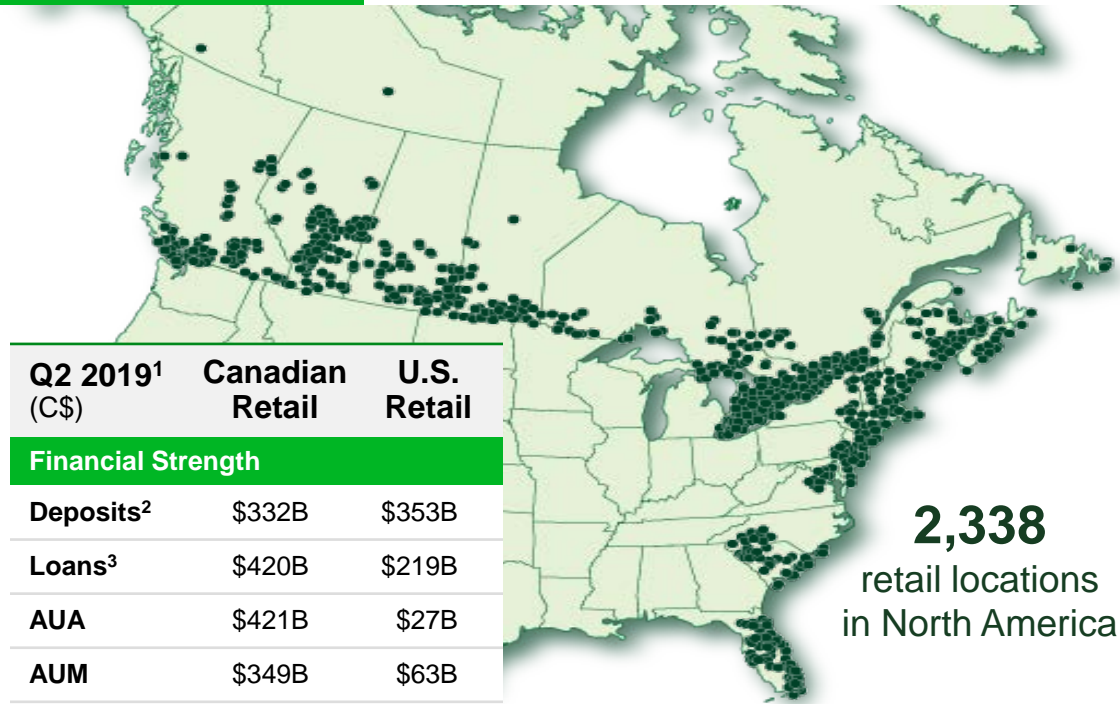 Q2 2019¹ Canadian U.S.
(C$) Retail Retail
Financial Strength
Deposits² $332B $353B
Loans³ $420B $219B
AUA $421B $27B
AUM $349B $63B
2,338
retail locations
in North America